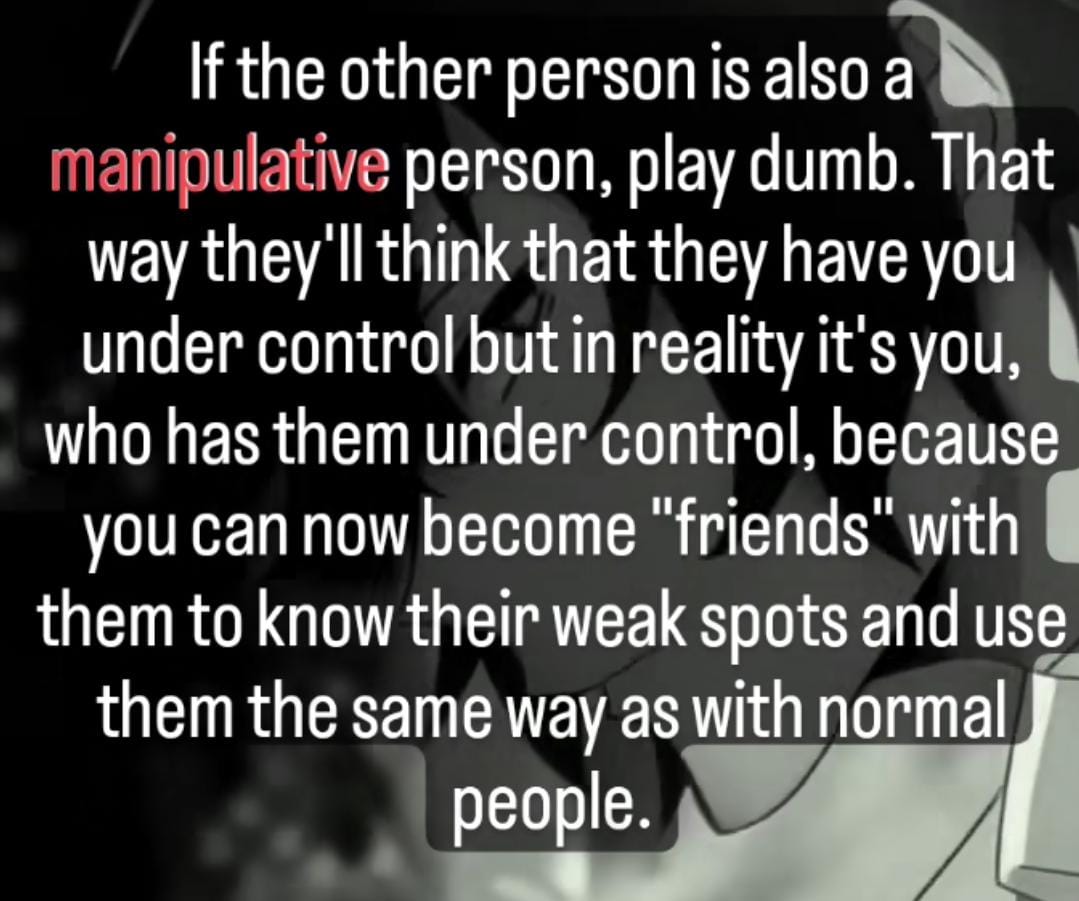 If the other person is also a
manipulative person, play dumb. That
way they'll think that they have you
under control but in reality it's you,
who has them under control, because
you can now become "friends" with
them to know their weak spots and use
them the same way as with normal
people.